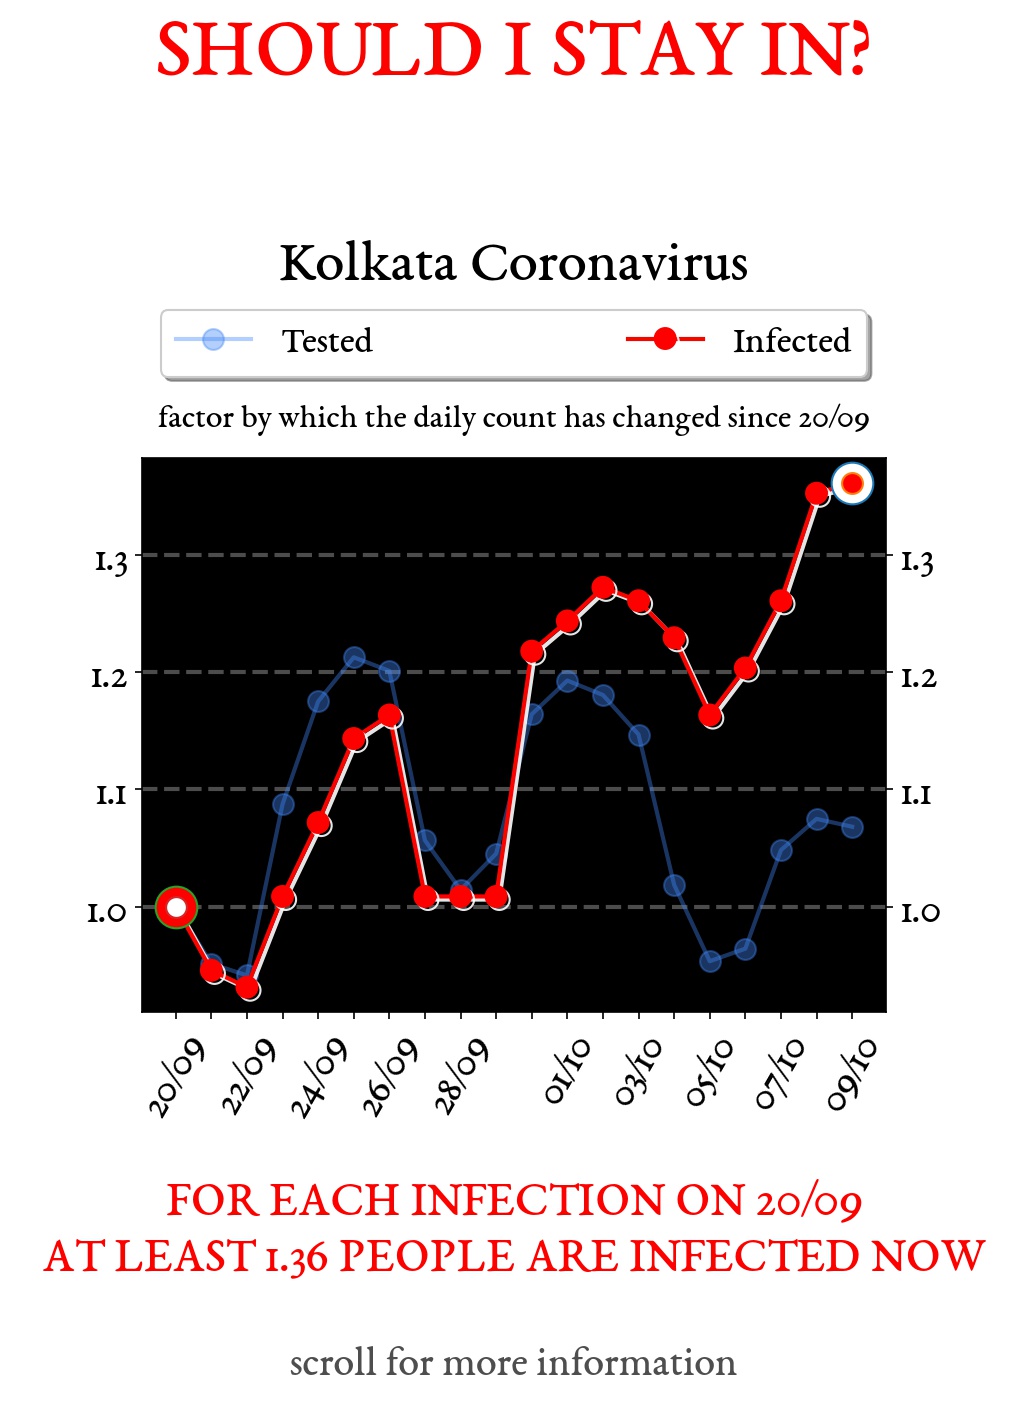 SHOULD I STAY IN?
Kolkata Coronavirus
Tested Infected
factor by which the daily count has changed since 20/09
1.3 1.3
1.2 1.2
1.1 1.1
1.0 1.0
20/09 22/09 24/09 26/09 28/09 01/10 03/10 05/10 07/10 09/10
FOR EACH INFECTION ON 20/09
AT LEAST 1.36 PEOPLE ARE INFECTED NOW
scroll for more information